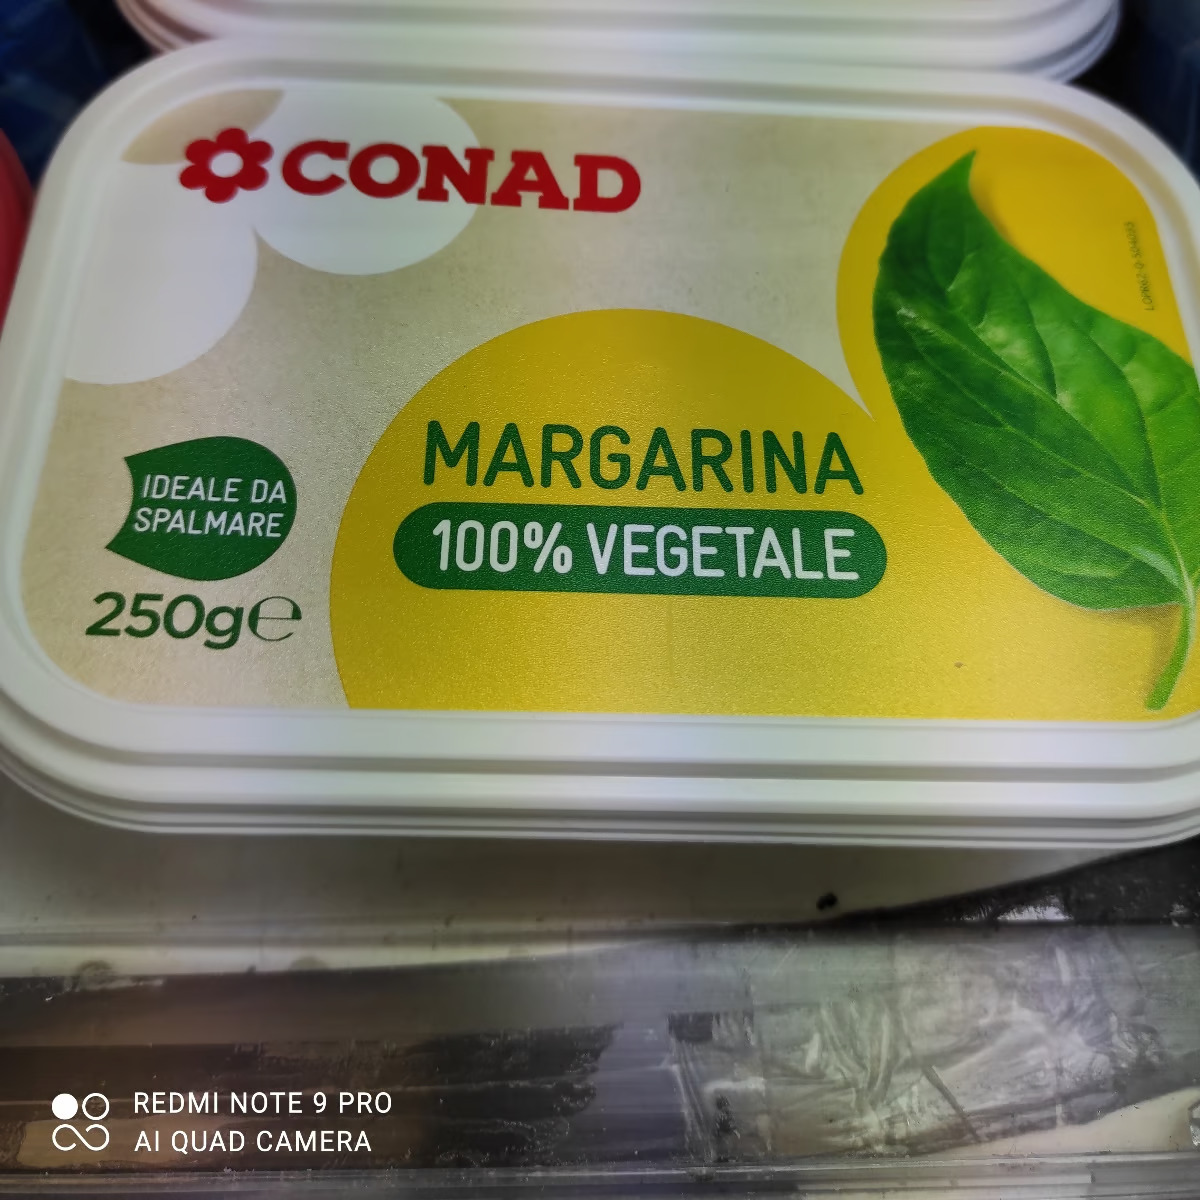 CONAD
MARGARINA
100% VEGETALE
IDEALE DA
SPALMARE
250g℮
REDMI NOTE 9 PRO
AI QUAD CAMERA